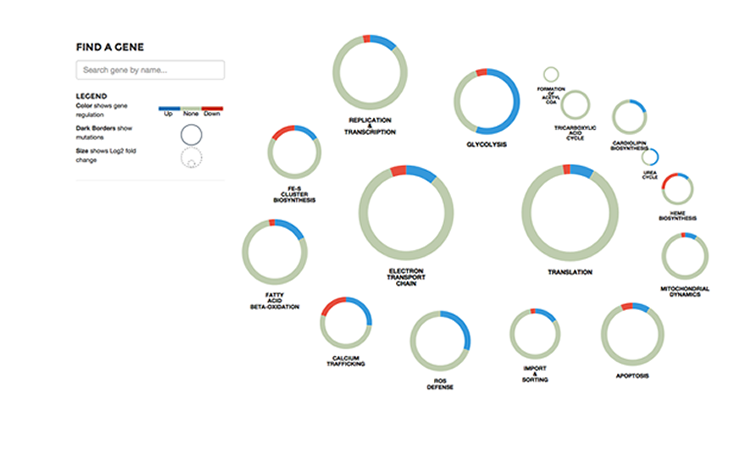 FIND A GENE
Search gene by name...
LEGEND
Color shows gene
regulation
Up None Down
Dark Borders show
mutations
Size shows Log2 fold
change
REPLICATION
&
TRANSCRIPTION
GLYCOLYSIS
FORMATION
OF
ACETYL
COA
TRICARBOXYLIC
ACID
CYCLE
CARDIOLIPIN
BIOSYNTHESIS
UREA
CYCLE
FE-S
CLUSTER
BIOSYNTHESIS
HEME
BIOSYNTHESIS
ELECTRON
TRANSPORT
CHAIN
TRANSLATION
FATTY
ACID
BETA-OXIDATION
MITOCHONDRIAL
DYNAMICS
CALCIUM
TRAFFICKING
ROS
DEFENSE
IMPORT
&
SORTING
APOPTOSIS